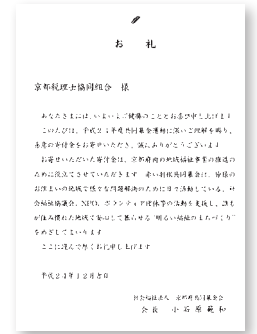 お 礼
京都税理士協同組合 様
みなさまには、いよいよご健勝のこととお慶び申し上げます
このたびは、平成24年度共同募金運動に深いご理解を賜り、
多額の寄付金をお寄せいただき、誠にありがとうございます
お寄せいただいた寄付金は、京都府内の地域福祉事業の推進の
ために役立てさせていただきます 赤い羽根共同募金は、皆様の
お住まいの地域で様々な問題解決のために日々活動している、社
会福祉協議会、NPO、ボランティア団体等の活動を支援し、誰も
が住み慣れた地域で安心して暮らせる“明るい福祉のまちづくり”
をめざしてまいります
ここに謹んで厚くお礼申し上げます
平成24年12月
社会福祉法人 京都府共同募金会
会 長 小 石 原 範 和